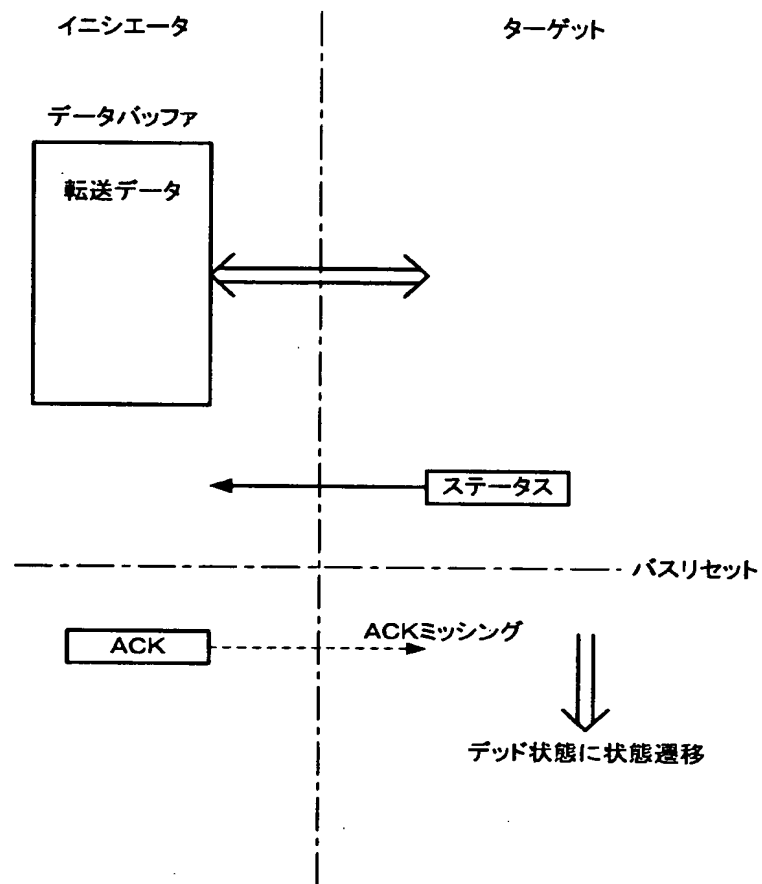 イニシエータ
ターゲット
データバッファ
転送データ
ステータス
バスリセット
ACK
ACKミッシング
デッド状態に状態遷移